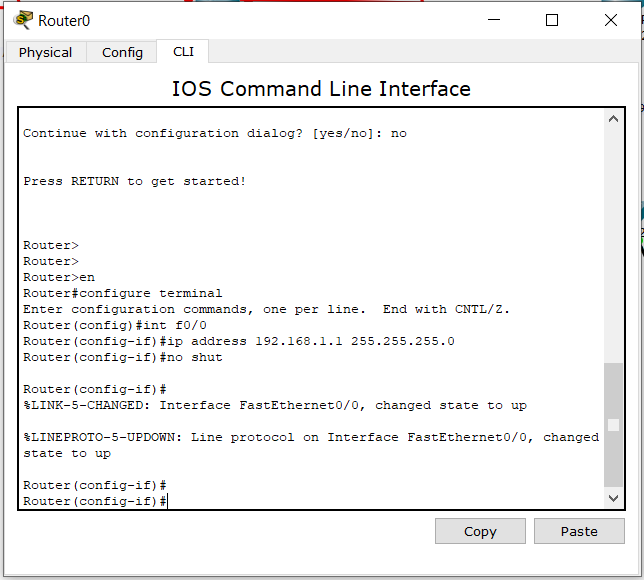 Router0
Physical Config CLI
IOS Command Line Interface
Continue with configuration dialog? [yes/no]: no
Press RETURN to get started!
Router>
Router>
Router>en
Router#configure terminal
Enter configuration commands, one per line.  End with CNTL/Z.
Router(config)#int f0/0
Router(config-if)#ip address 192.168.1.1 255.255.255.0
Router(config-if)#no shut
Router(config-if)#
%LINK-5-CHANGED: Interface FastEthernet0/0, changed state to up
%LINEPROTO-5-UPDOWN: Line protocol on Interface FastEthernet0/0, changed
state to up
Router(config-if)#
Router(config-if)#
Copy Paste